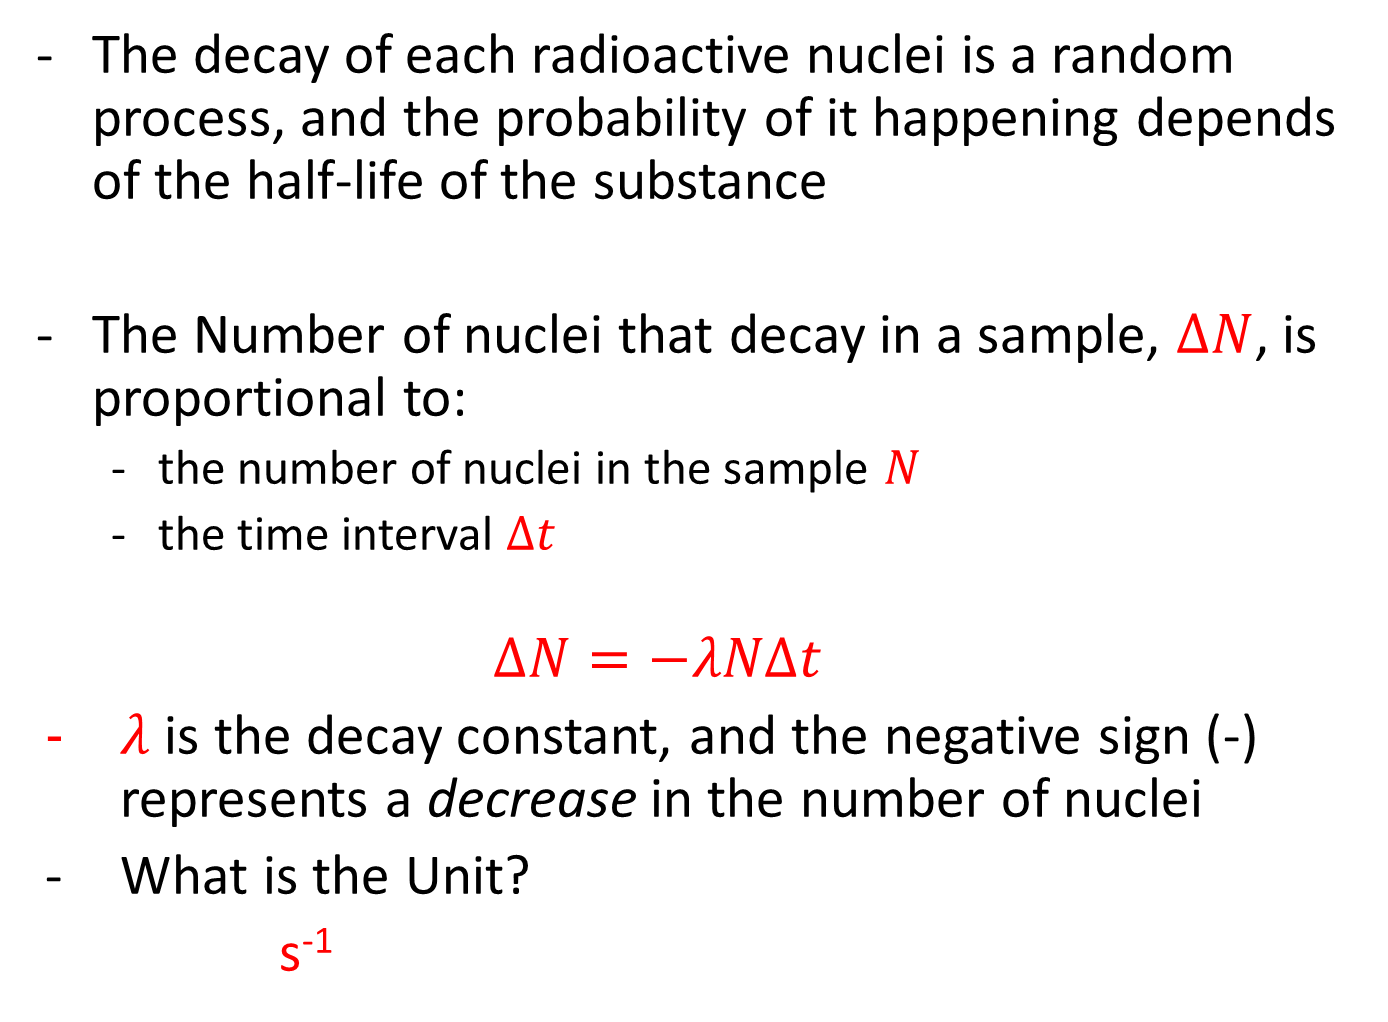 - The decay of each radioactive nuclei is a random
process, and the probability of it happening depends
of the half-life of the substance
- The Number of nuclei that decay in a sample, Δ𝑁, is
proportional to:
- the number of nuclei in the sample 𝑁
- the time interval Δ𝑡
Δ𝑁 = −𝜆𝑁Δ𝑡
- 𝜆 is the decay constant, and the negative sign (-)
represents a decrease in the number of nuclei
- What is the Unit?
s⁻¹